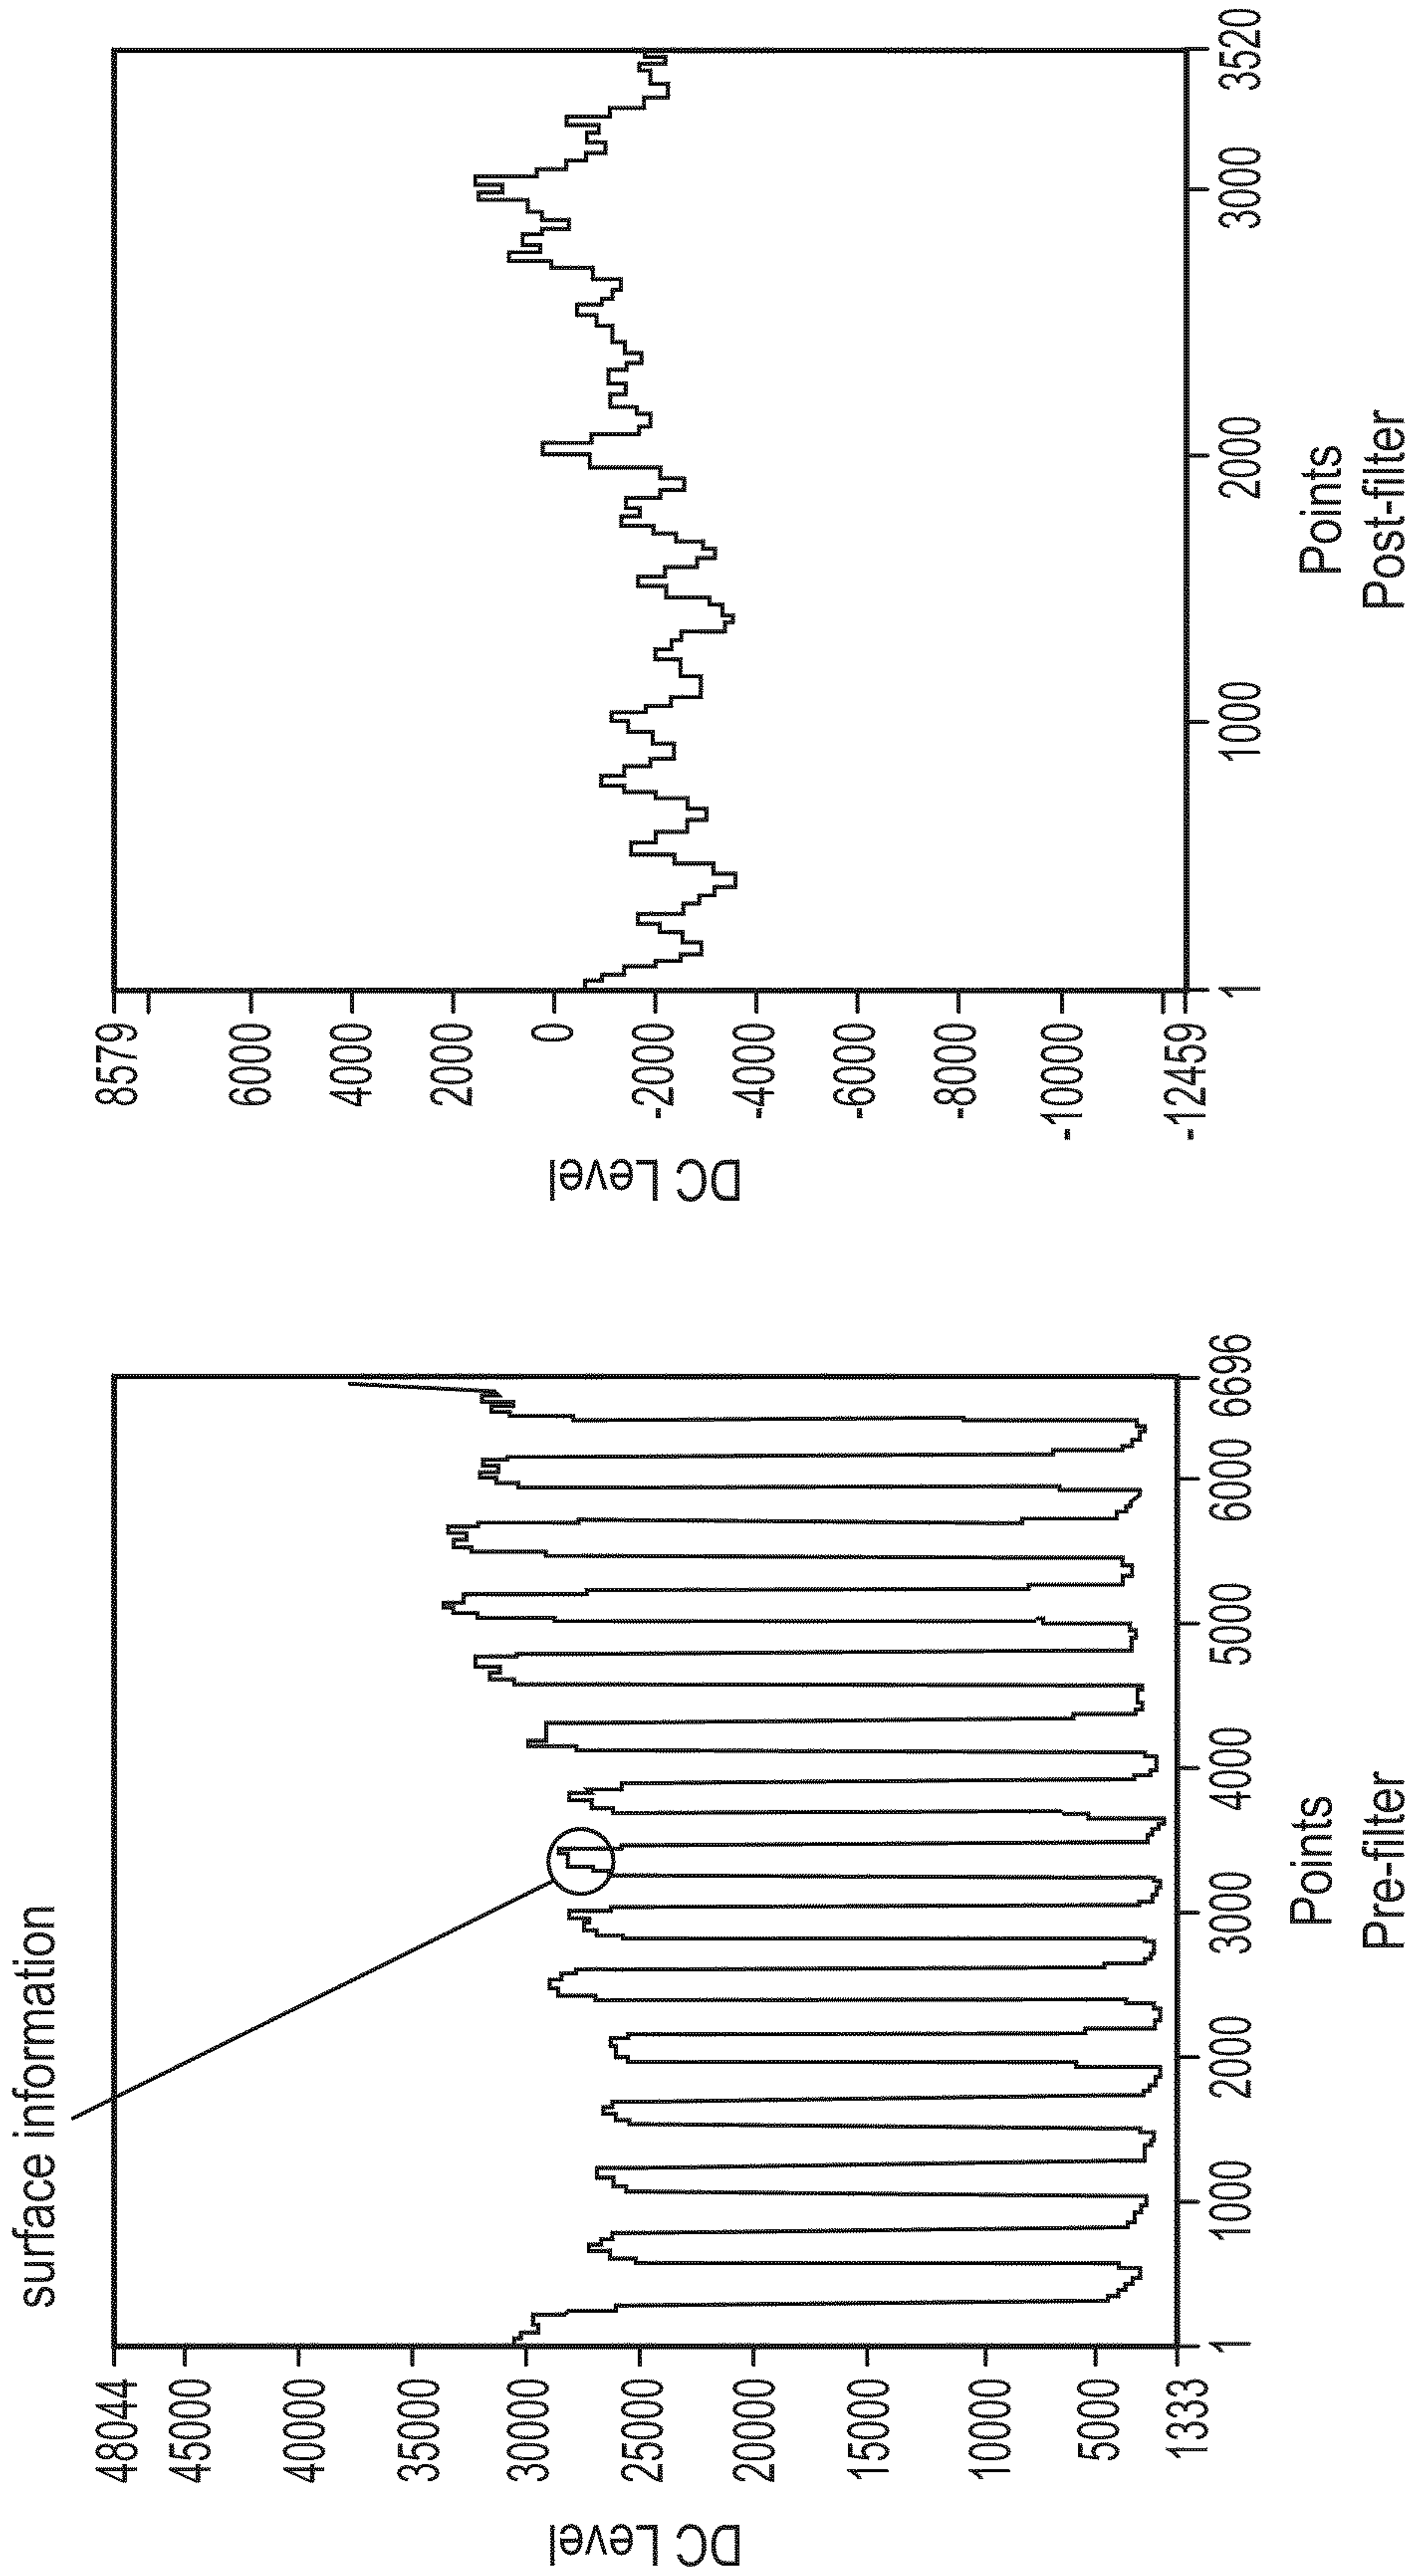 surface information
DC Level
48044
45000
40000
35000
30000
25000
20000
15000
10000
5000
1333
1 1000 2000 3000 4000 5000 6000 6696
Points
Pre-filter
DC Level
8579
6000
4000
2000
0
-2000
-4000
-6000
-8000
-10000
-12459
1 1000 2000 3000 3520
Points
Post-filter